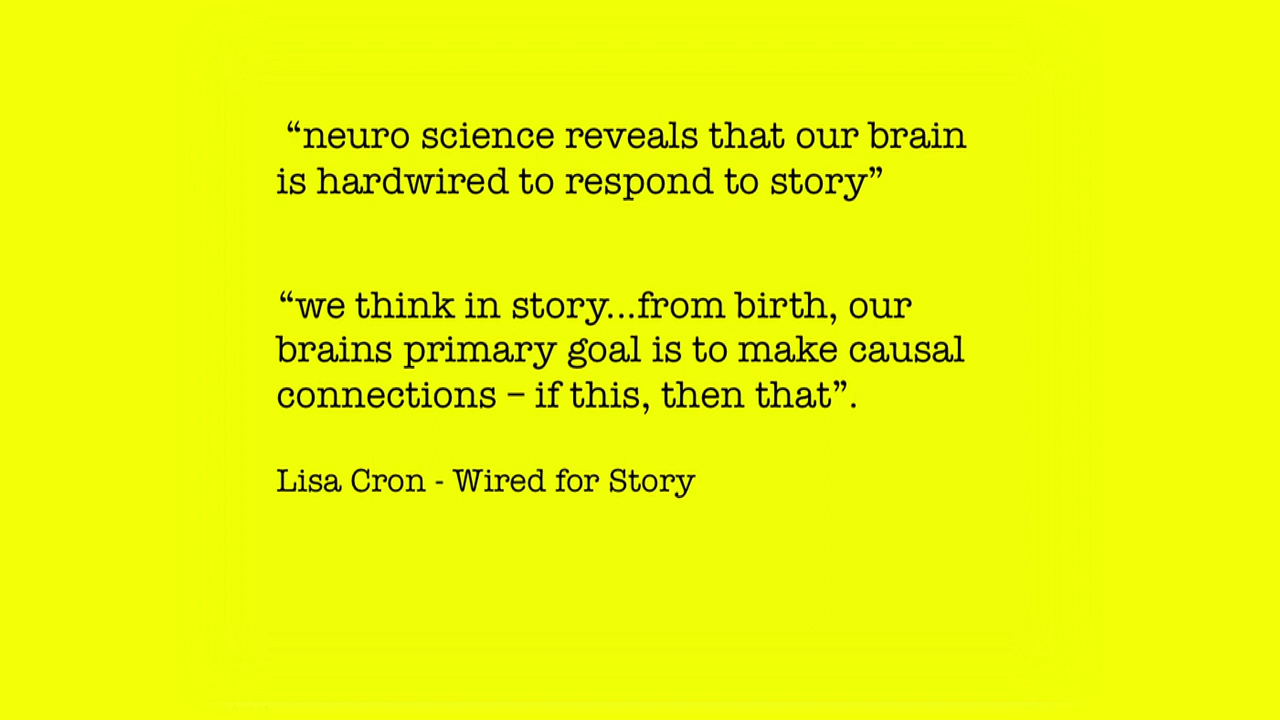 “neuro science reveals that our brain
is hardwired to respond to story”
“we think in story...from birth, our
brains primary goal is to make causal
connections – if this, then that”.
Lisa Cron - Wired for Story